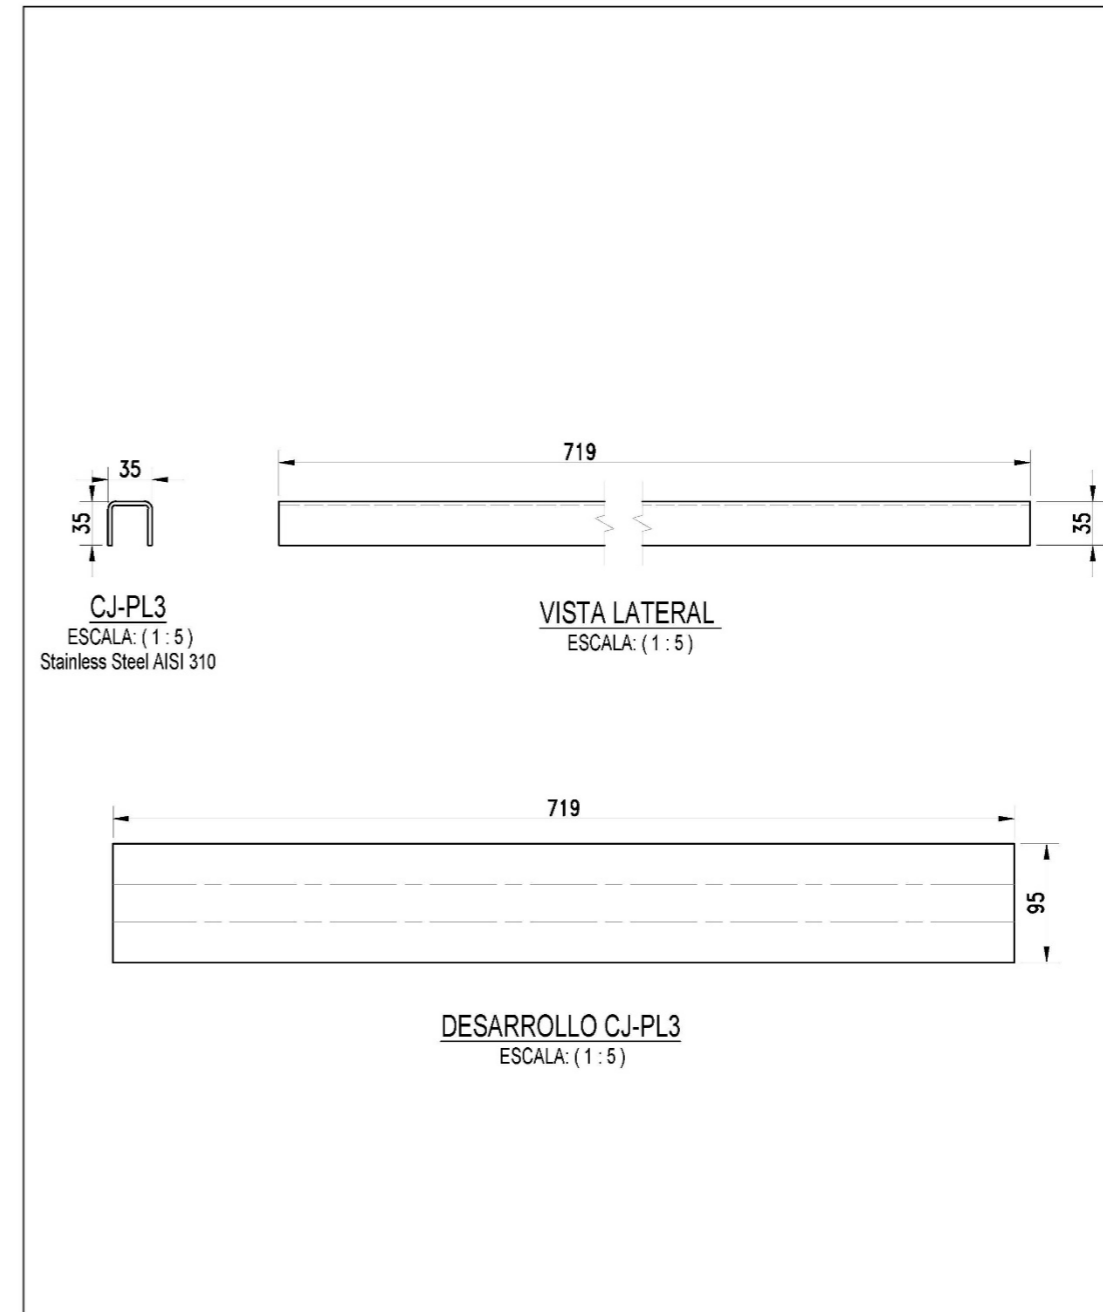 719
35
35
35
CJ-PL3
ESCALA: ( 1 : 5 )
Stainless Steel AISI 310
VISTA LATERAL
ESCALA: ( 1 : 5 )
719
95
DESARROLLO CJ-PL3
ESCALA: ( 1 : 5 )